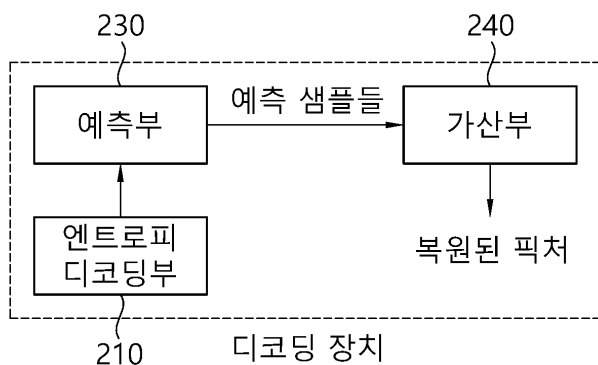 230
240
예측부
예측 샘플들
가산부
엔트로피
디코딩부
복원된 픽처
210
디코딩 장치